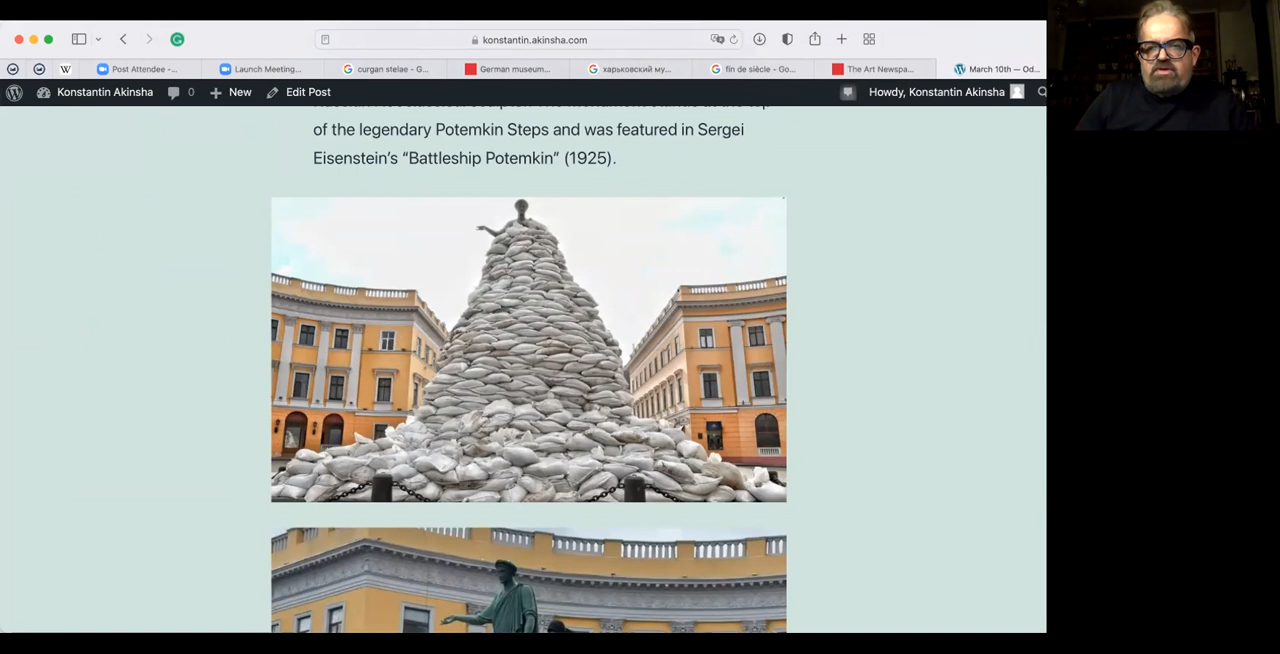 konstantin.akinsha.com
W
Post Attendee -...
Launch Meeting...
curgan stelae - G...
German museum...
харьковский му...
fin de siècle - Go...
The Art Newspa...
March 10th — Od...
Konstantin Akinsha
0
New
Edit Post
Howdy, Konstantin Akinsha
of the legendary Potemkin Steps and was featured in Sergei
Eisenstein’s “Battleship Potemkin” (1925).